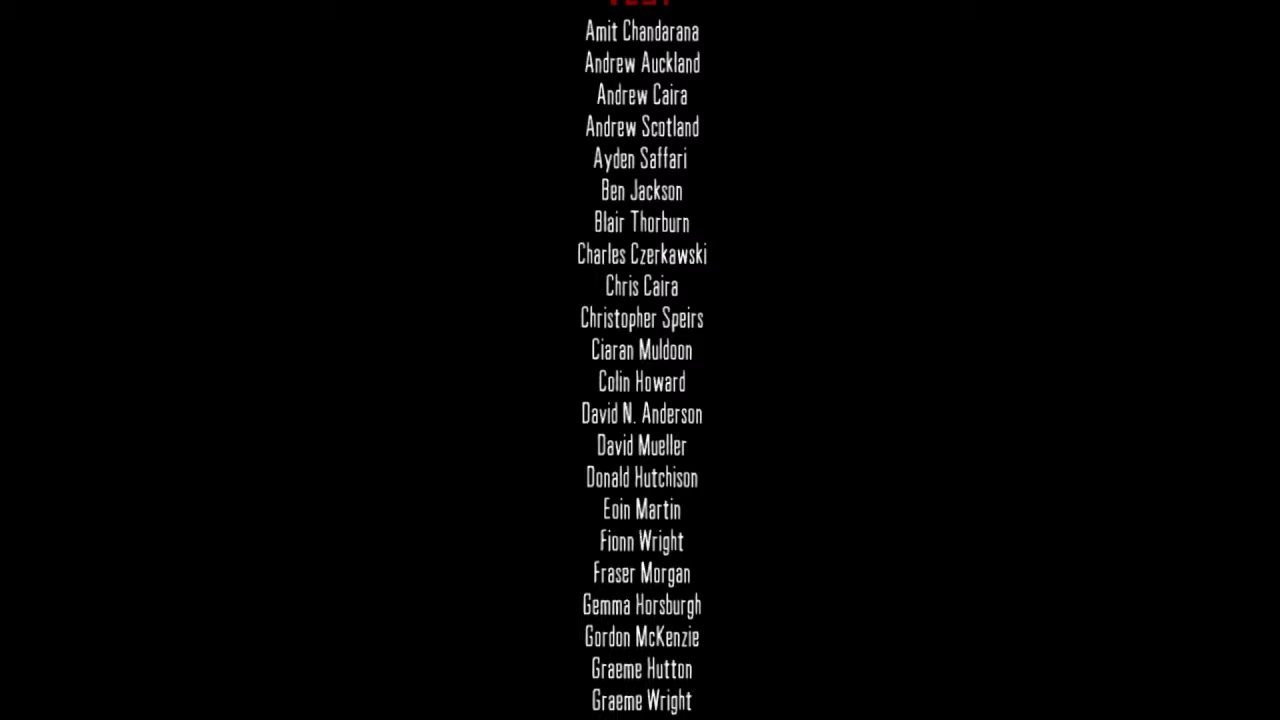 Amit Chandarana
Andrew Auckland
Andrew Caira
Andrew Scotland
Ayden Saffari
Ben Jackson
Blair Thorburn
Charles Czerkawski
Chris Caira
Christopher Speirs
Ciaran Muldoon
Colin Howard
David N. Anderson
David Mueller
Donald Hutchison
Eoin Martin
Fionn Wright
Fraser Morgan
Gemma Horsburgh
Gordon McKenzie
Graeme Hutton
Graeme Wright